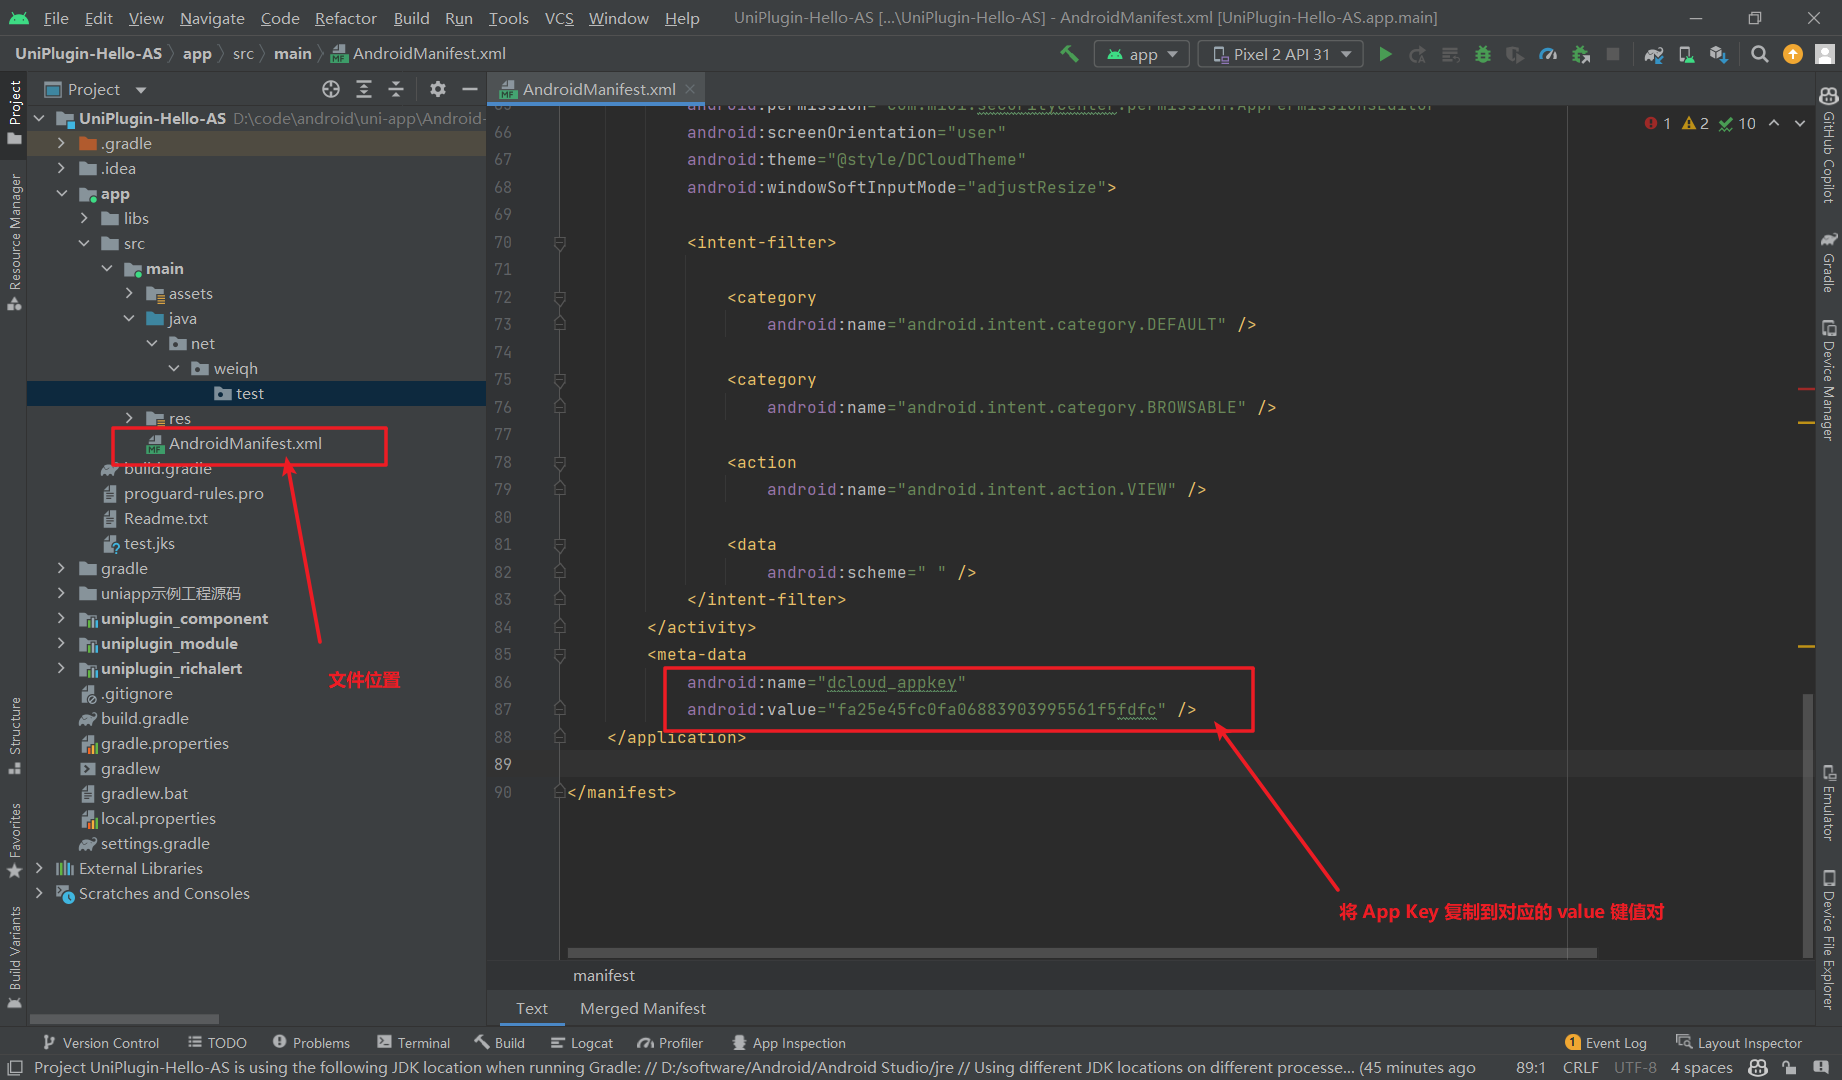 File Edit View Navigate Code Refactor Build Run Tools VCS Window Help UniPlugin-Hello-AS [...\UniPlugin-Hello-AS] - AndroidManifest.xml [UniPlugin-Hello-AS.app.main]
UniPlugin-Hello-AS app src main AndroidManifest.xml app Pixel 2 API 31
Project
Resource Manager
Structure
Favorites
Build Variants
Project
UniPlugin-Hello-AS D:\code\android\uni-app\Android-
.gradle
.idea
app
libs
src
main
assets
java
net
weiqh
test
res
AndroidManifest.xml
build.gradle
proguard-rules.pro
Readme.txt
test.jks
gradle
uniapp示例工程源码
uniplugin_component
uniplugin_module
uniplugin_richalert
.gitignore
build.gradle
gradle.properties
gradlew
gradlew.bat
local.properties
settings.gradle
External Libraries
Scratches and Consoles
文件位置
AndroidManifest.xml
1 2 10
android:permission="com.miui.securitycenter.permission.AppPermissionsEditor"
66 android:screenOrientation="user"
67 android:theme="@style/DCloudTheme"
68 android:windowSoftInputMode="adjustResize">
69
70 <intent-filter>
71
72 <category
73 android:name="android.intent.category.DEFAULT" />
74
75 <category
76 android:name="android.intent.category.BROWSABLE" />
77
78 <action
79 android:name="android.intent.action.VIEW" />
80
81 <data
82 android:scheme=" " />
83 </intent-filter>
84 </activity>
85 <meta-data
86 android:name="dcloud_appkey"
87 android:value="fa25e45fc0fa06883903995561f5fdfc" />
88 </application>
89
90 </manifest>
将 App Key 复制到对应的 value 键值对
manifest
Text Merged Manifest
GitHub Copilot
Gradle
Device Manager
Emulator
Device File Explorer
Version Control TODO Problems Terminal Build Logcat Profiler App Inspection 1 Event Log Layout Inspector
Project UniPlugin-Hello-AS is using the following JDK location when running Gradle: // D:/software/Android/Android Studio/jre // Using different JDK locations on different processe... (45 minutes ago 89:1 CRLF UTF-8 4 spaces